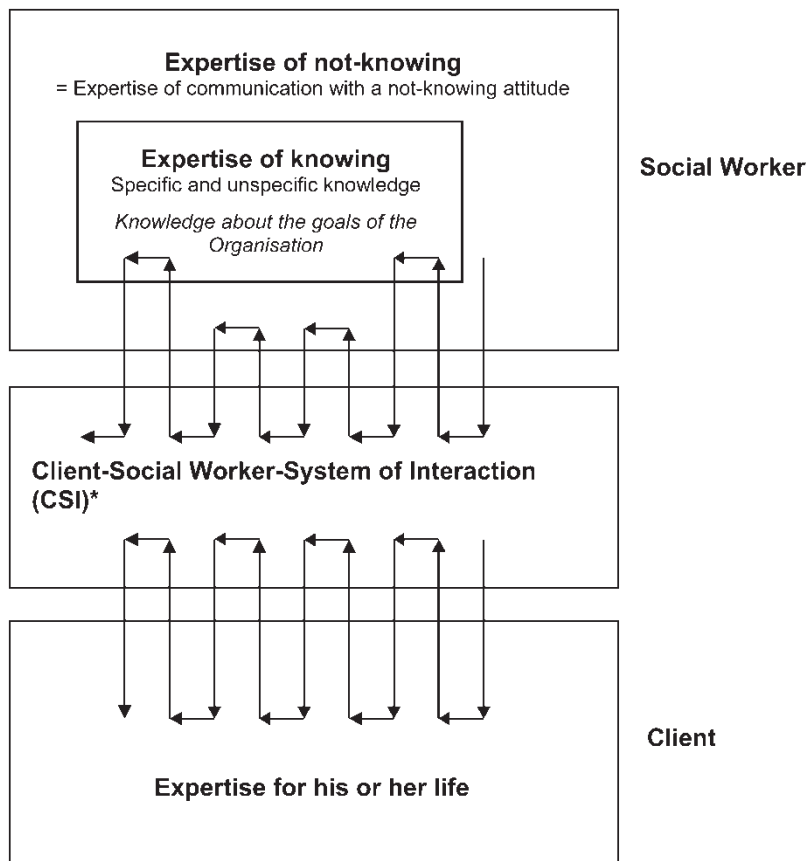 Expertise of not-knowing
= Expertise of communication with a not-knowing attitude
Expertise of knowing
Specific and unspecific knowledge
Knowledge about the goals of the
Organisation
Social Worker
Client-Social Worker-System of Interaction
(CSI)*
Client
Expertise for his or her life